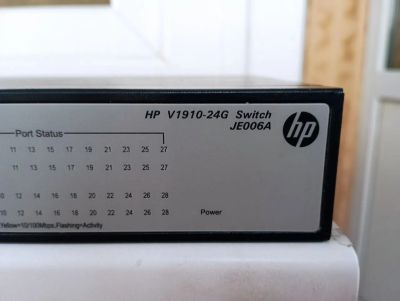 HP V1910-24G Switch
JE006A
hp
Port Status
11 13 15 17 19 21 23 25 27
11 13 15 17 19 21 23 25 27
10 12 14 16 18 20 22 24 26 28
10 12 14 16 18 20 22 24 26 28
Power
Yellow=10/100Mbps, Flashing=Activity